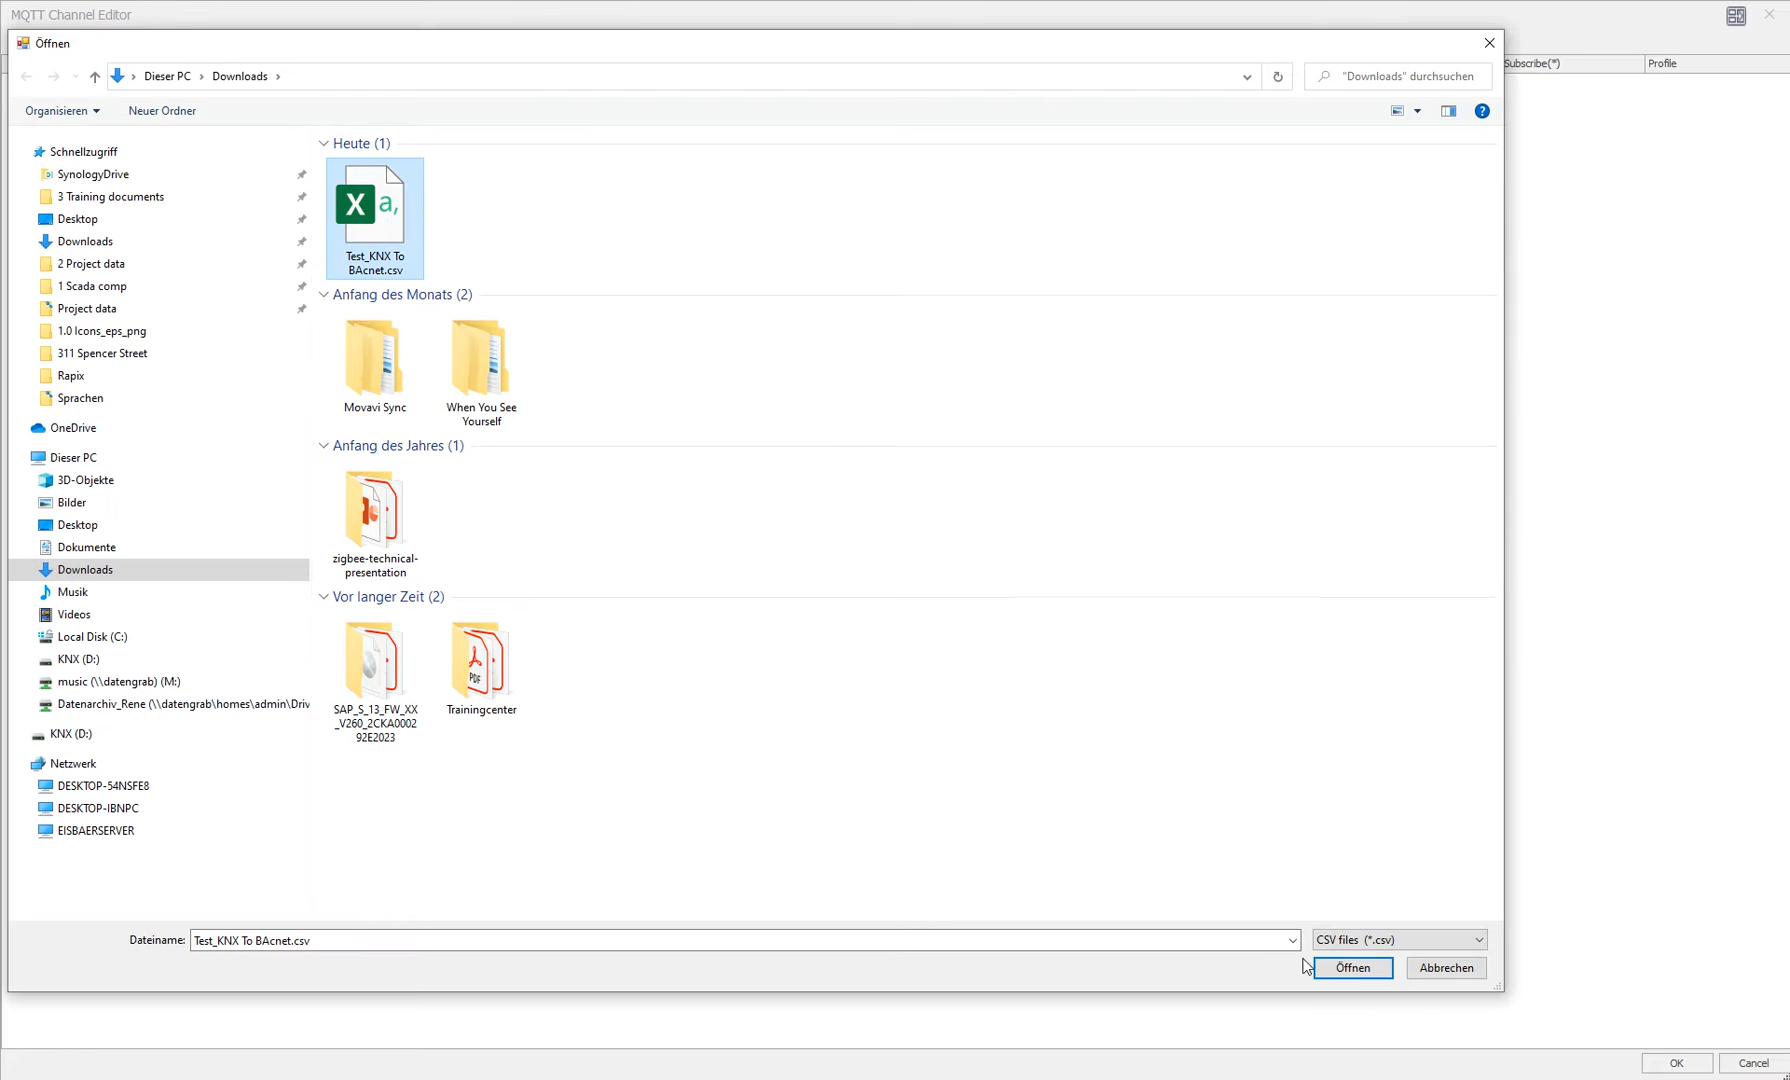 MQTT Channel Editor
Öffnen
Dieser PC
Downloads
"Downloads" durchsuchen
Subscribe(*)
Profile
Organisieren
Neuer Ordner
?
Schnellzugriff
SynologyDrive
3 Training documents
Desktop
Downloads
2 Project data
1 Scada comp
Project data
1.0 Icons_eps_png
311 Spencer Street
Rapix
Sprachen
OneDrive
Dieser PC
3D-Objekte
Bilder
Desktop
Dokumente
Downloads
Musik
Videos
Local Disk (C:)
KNX (D:)
music (\\datengrab) (M:)
Datenarchiv_Rene (\\datengrab\homes\admin\Driv
KNX (D:)
Netzwerk
DESKTOP-54NSFE8
DESKTOP-IBNPC
EISBAERSERVER
Heute (1)
X a,
Test_KNX To
BAcnet.csv
Anfang des Monats (2)
Movavi Sync
When You See
Yourself
Anfang des Jahres (1)
zigbee-technical-
presentation
Vor langer Zeit (2)
SAP_S_13_FW_XX
_V260_2CKA0002
92E2023
PDF
Trainingcenter
Dateiname:
Test_KNX To BAcnet.csv
CSV files (*.csv)
Öffnen
Abbrechen
OK
Cancel